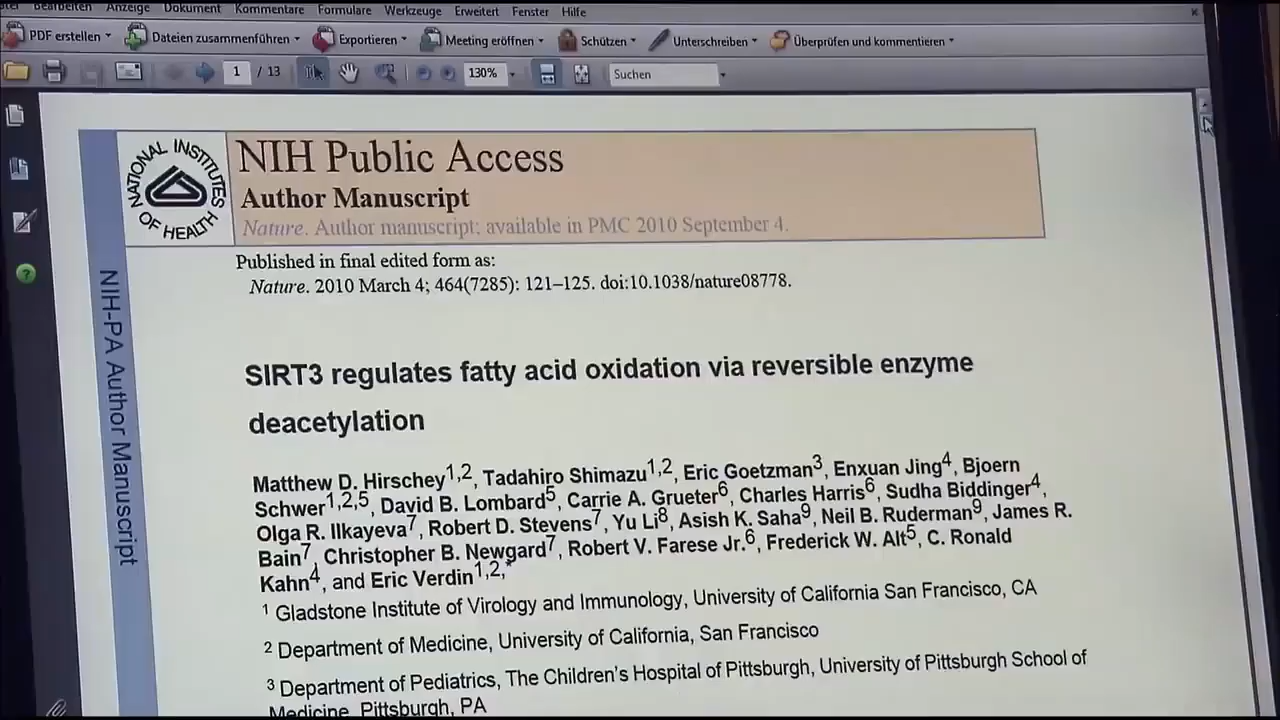 Bearbeiten Anzeige Dokument Kommentare Formulare Werkzeuge Erweitert Fenster Hilfe
PDF erstellen Dateien zusammenführen Exportieren Meeting eröffnen Schützen Unterschreiben Überprüfen und kommentieren
1 / 13 130% Suchen
NATIONAL INSTITUTES OF HEALTH
NIH Public Access
Author Manuscript
Nature. Author manuscript; available in PMC 2010 September 4.
Published in final edited form as:
Nature. 2010 March 4; 464(7285): 121–125. doi:10.1038/nature08778.
NIH-PA Author Manuscript
SIRT3 regulates fatty acid oxidation via reversible enzyme
deacetylation
Matthew D. Hirschey1,2, Tadahiro Shimazu1,2, Eric Goetzman3, Enxuan Jing4, Bjoern
Schwer1,2,5, David B. Lombard5, Carrie A. Grueter6, Charles Harris6, Sudha Biddinger4,
Olga R. Ilkayeva7, Robert D. Stevens7, Yu Li8, Asish K. Saha9, Neil B. Ruderman9, James R.
Bain7, Christopher B. Newgard7, Robert V. Farese Jr.6, Frederick W. Alt5, C. Ronald
Kahn4, and Eric Verdin1,2,*
1 Gladstone Institute of Virology and Immunology, University of California San Francisco, CA
2 Department of Medicine, University of California, San Francisco
3 Department of Pediatrics, The Children's Hospital of Pittsburgh, University of Pittsburgh School of
Medicine, Pittsburgh, PA